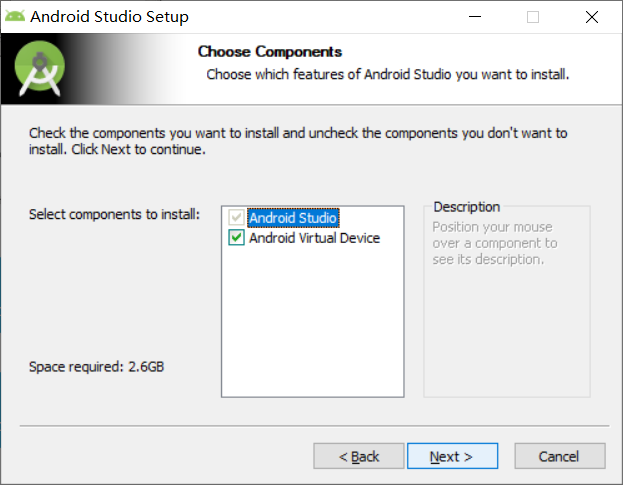 Android Studio Setup
Choose Components
Choose which features of Android Studio you want to install.
Check the components you want to install and uncheck the components you don't want to
install. Click Next to continue.
Select components to install:
Android Studio
Android Virtual Device
Description
Position your mouse
over a component to
see its description.
Space required: 2.6GB
< Back
Next >
Cancel